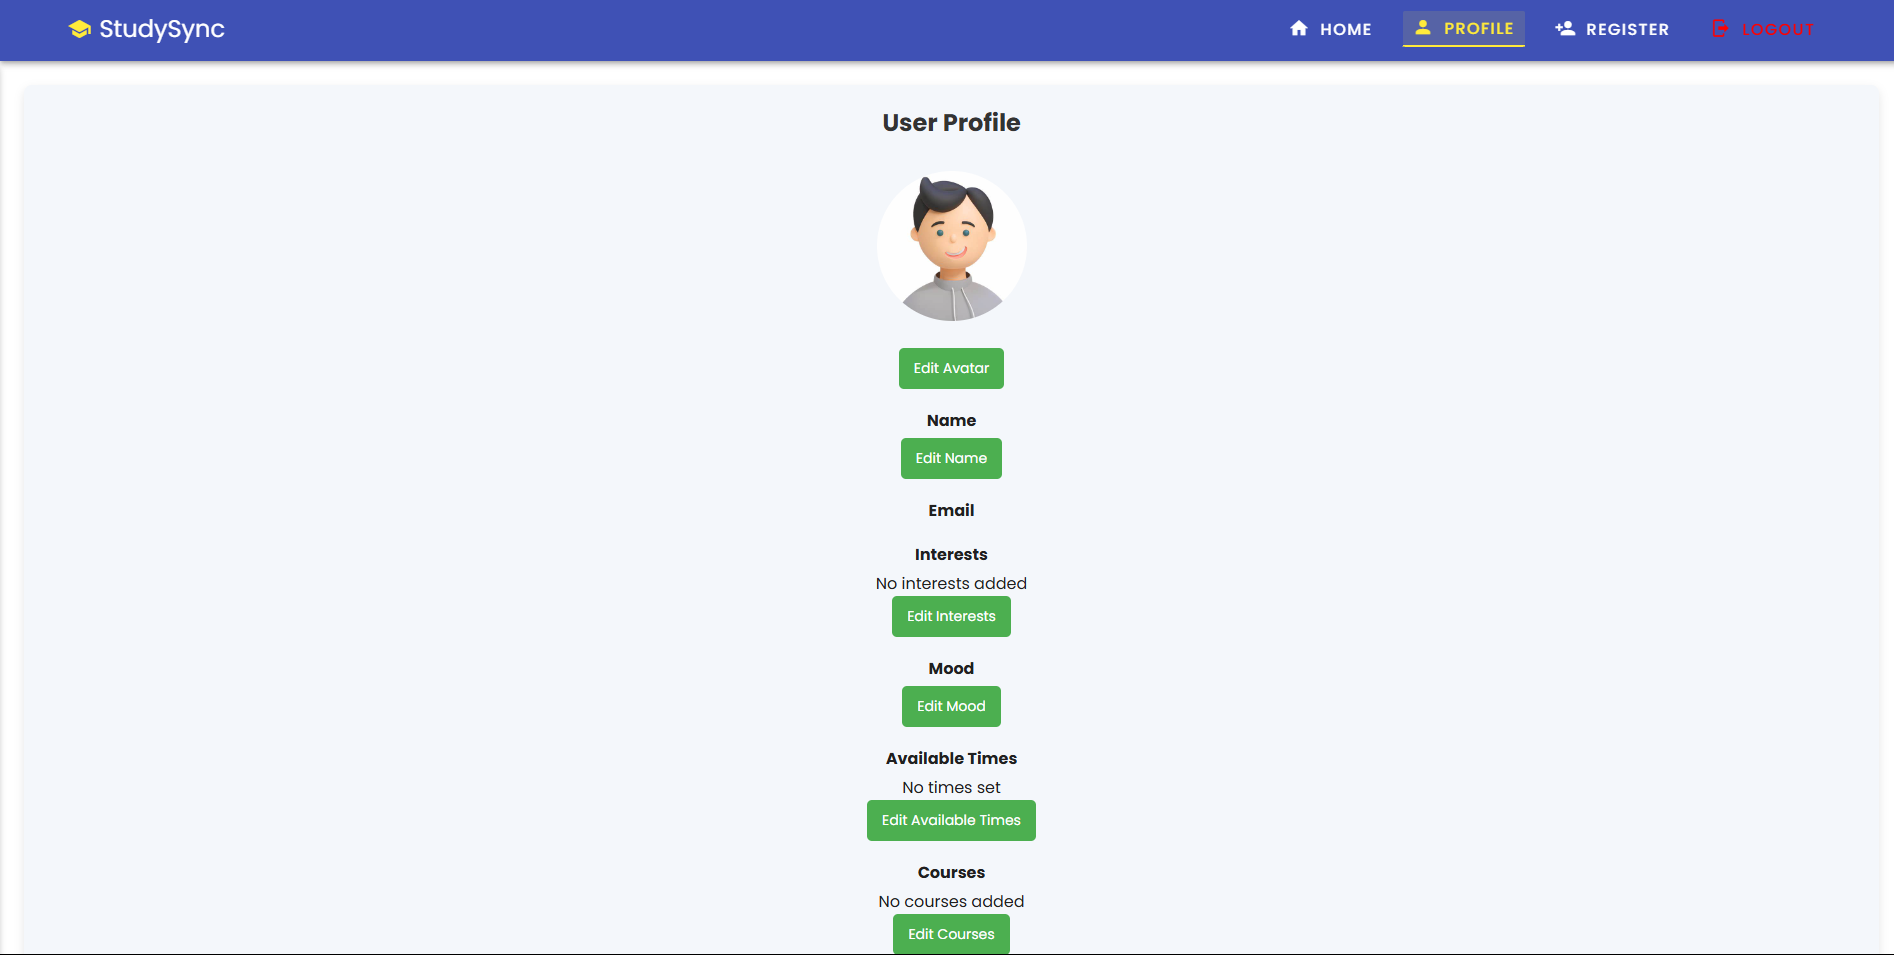 StudySync
HOME
PROFILE
REGISTER
LOGOUT
User Profile
Edit Avatar
Name
Edit Name
Email
Interests
No interests added
Edit Interests
Mood
Edit Mood
Available Times
No times set
Edit Available Times
Courses
No courses added
Edit Courses